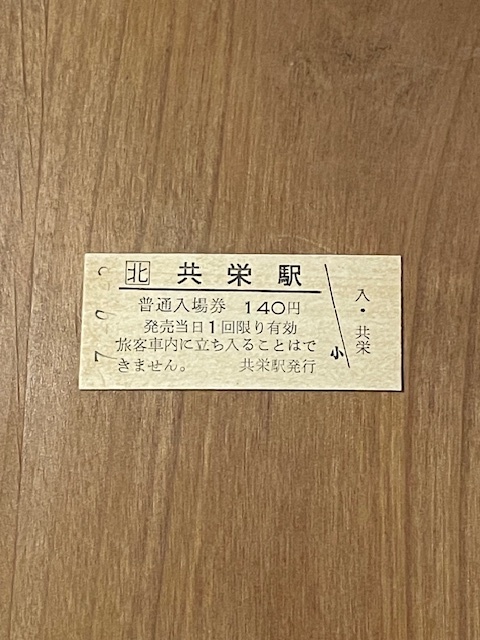 北 共栄駅
普通入場券 140円
発売当日1回限り有効
旅客車内に立ち入ることはで
きません。 共栄駅発行
小
入・共栄